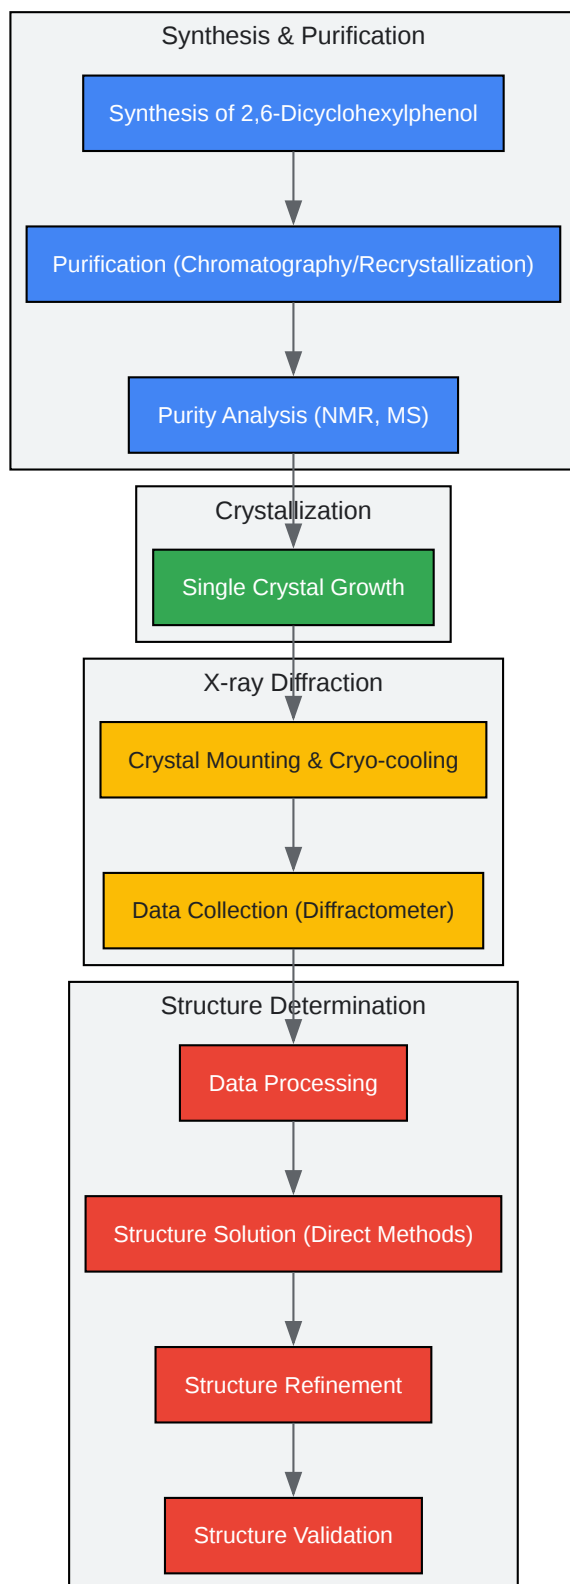 Synthesis & Purification
Synthesis of 2,6-Dicyclohexylphenol
Purification (Chromatography/Recrystallization)
Purity Analysis (NMR, MS)
Crystallization
Single Crystal Growth
X-ray Diffraction
Crystal Mounting & Cryo-cooling
Data Collection (Diffractometer)
Structure Determination
Data Processing
Structure Solution (Direct Methods)
Structure Refinement
Structure Validation